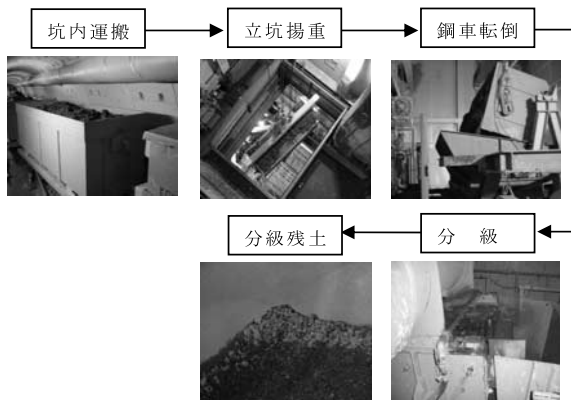 坑内運搬
立坑揚重
鋼車転倒
分　級
分級残土